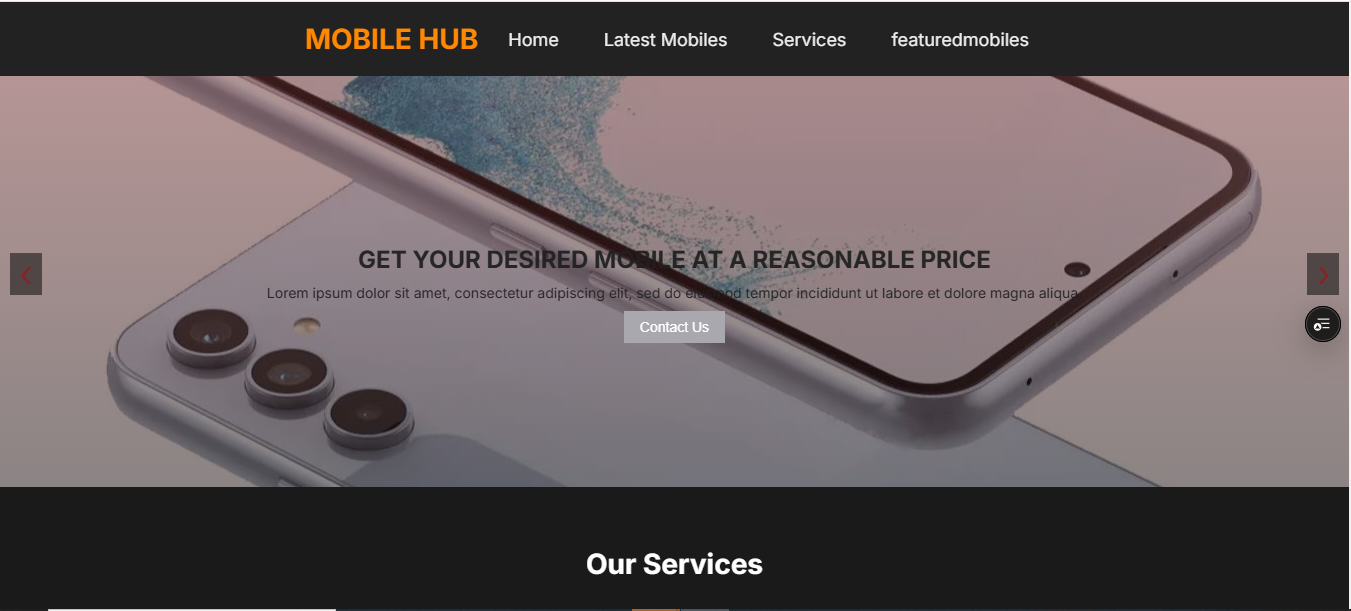 MOBILE HUB Home Latest Mobiles Services featuredmobiles
GET YOUR DESIRED MOBILE AT A REASONABLE PRICE
Lorem ipsum dolor sit amet, consectetur adipiscing elit, sed do eiusmod tempor incididunt ut labore et dolore magna aliqua.
Contact Us
Our Services